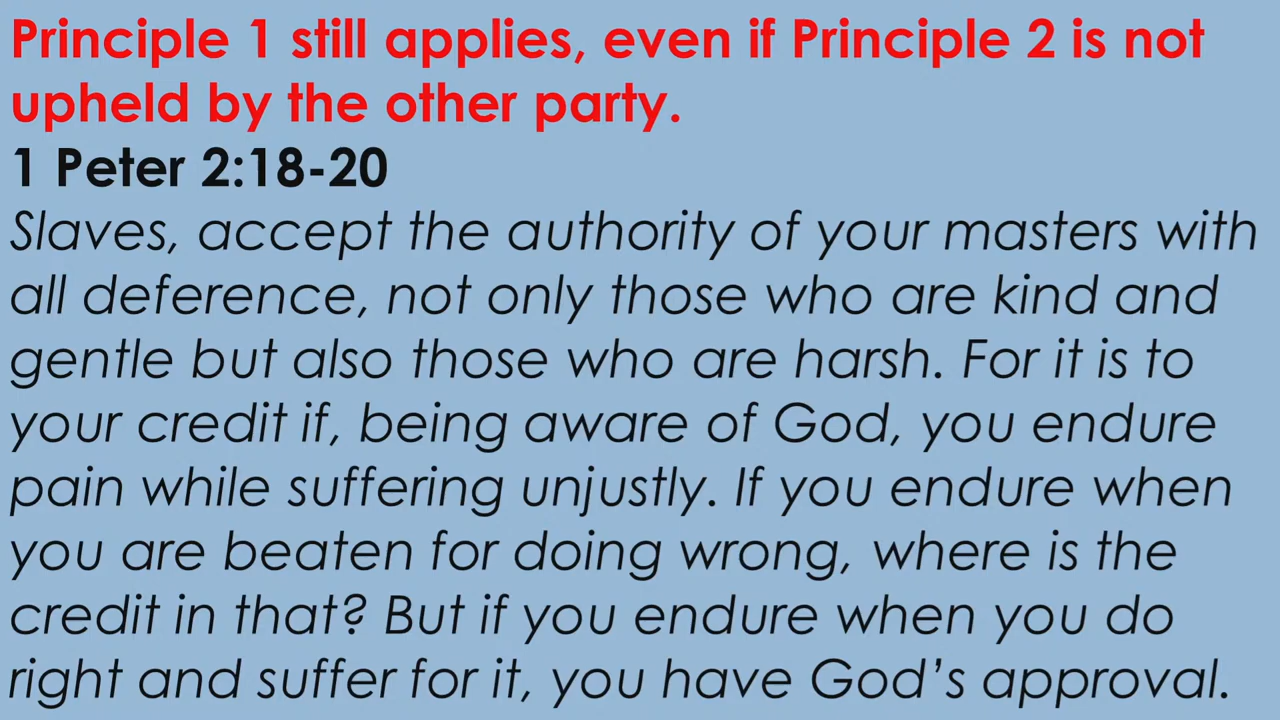 Principle 1 still applies, even if Principle 2 is not
upheld by the other party.
1 Peter 2:18-20
Slaves, accept the authority of your masters with
all deference, not only those who are kind and
gentle but also those who are harsh. For it is to
your credit if, being aware of God, you endure
pain while suffering unjustly. If you endure when
you are beaten for doing wrong, where is the
credit in that? But if you endure when you do
right and suffer for it, you have God’s approval.